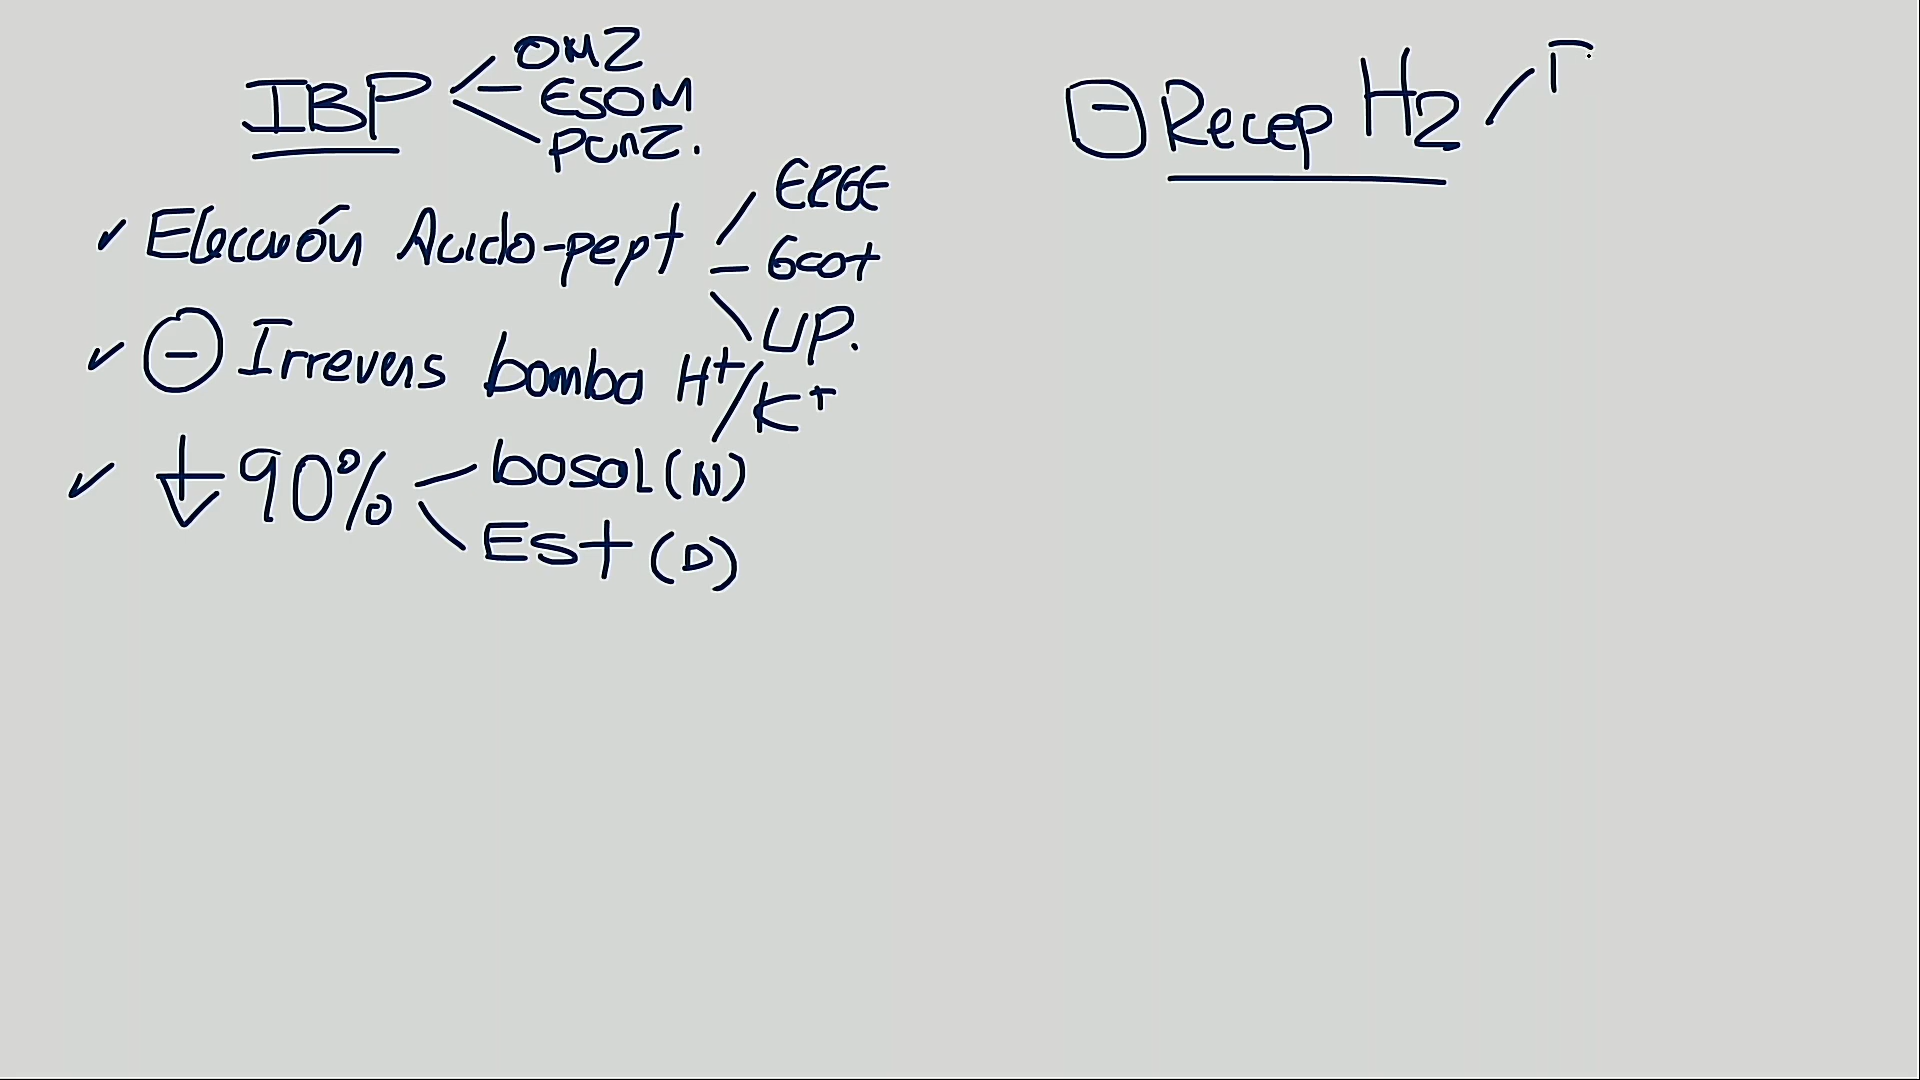 IBP
OMZ
ESOM
panz.
✓ Elección Acido-pept
ERGE
Gast
UP.
✓ ⊖ Irrevers bomba H+/K+
✓ ↓ 90%
basal (N)
Est (D)
⊖ Recep H2